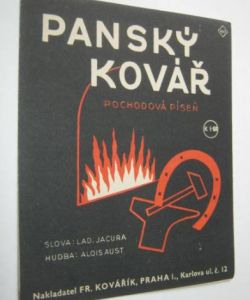 PANSKÝ
KOVÁŘ
POCHODOVÁ PÍSEŇ
SLOVA: LAD. JACURA
HUDBA: ALOIS AUST
Nakladatel FR. KOVÁŘÍK, PRAHA I., Karlova ul. č. 12